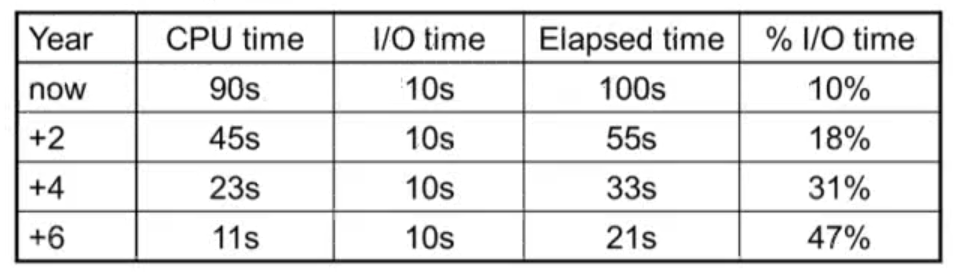 Year CPU time I/O time Elapsed time % I/O time
now 90s 10s 100s 10%
+2 45s 10s 55s 18%
+4 23s 10s 33s 31%
+6 11s 10s 21s 47%